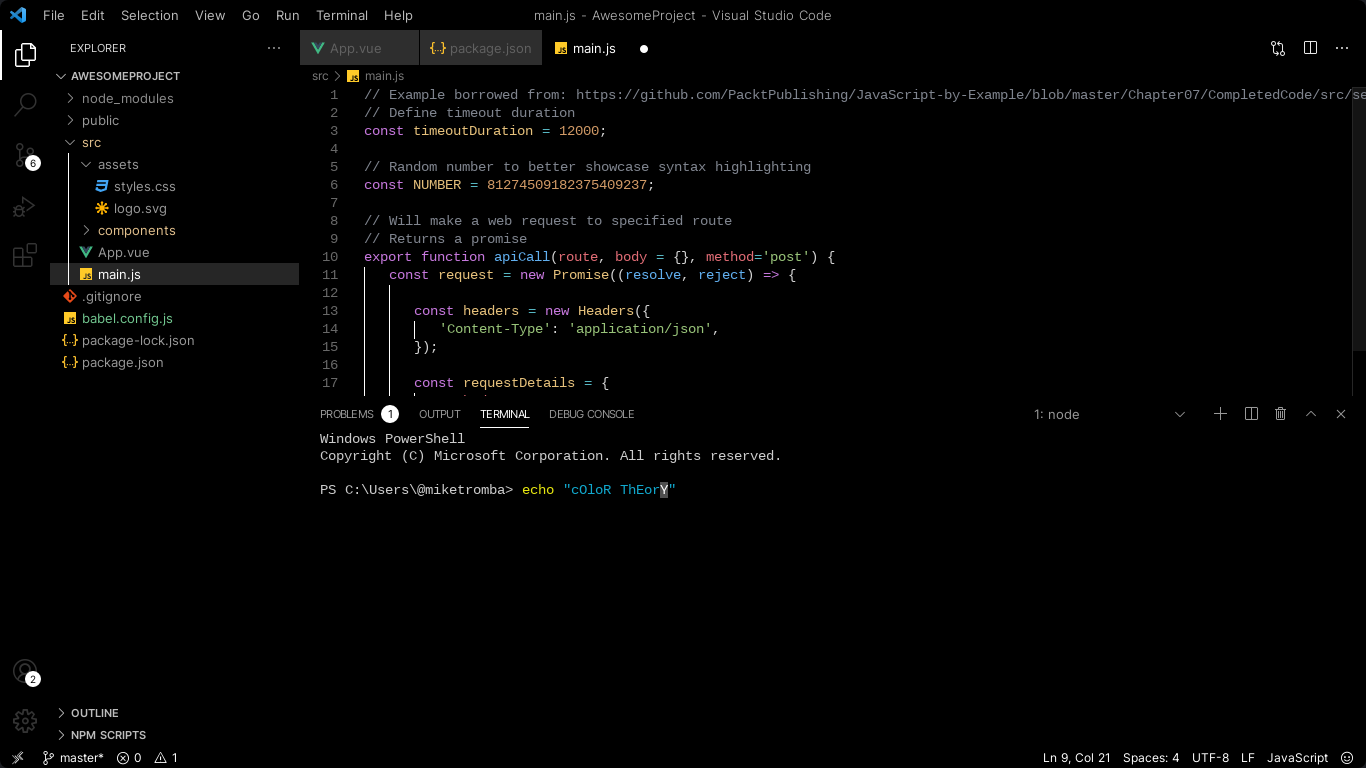 File Edit Selection View Go Run Terminal Help main.js - AwesomeProject - Visual Studio Code
EXPLORER
App.vue
package.json
main.js
AWESOMEPROJECT
node_modules
public
src
assets
styles.css
logo.svg
components
App.vue
main.js
.gitignore
babel.config.js
package-lock.json
package.json
6
2
OUTLINE
NPM SCRIPTS
src > main.js
1 // Example borrowed from: https://github.com/PacktPublishing/JavaScript-by-Example/blob/master/Chapter07/CompletedCode/src/se
2 // Define timeout duration
3 const timeoutDuration = 12000;
4
5 // Random number to better showcase syntax highlighting
6 const NUMBER = 81274509182375409237;
7
8 // Will make a web request to specified route
9 // Returns a promise
10 export function apiCall(route, body = {}, method='post') {
11 const request = new Promise((resolve, reject) => {
12
13 const headers = new Headers({
14 'Content-Type': 'application/json',
15 });
16
17 const requestDetails = {
PROBLEMS 1 OUTPUT TERMINAL DEBUG CONSOLE 1: node
Windows PowerShell
Copyright (C) Microsoft Corporation. All rights reserved.
PS C:\Users\@miketromba> echo "cOloR ThEorY"
master* 0 1 Ln 9, Col 21 Spaces: 4 UTF-8 LF JavaScript